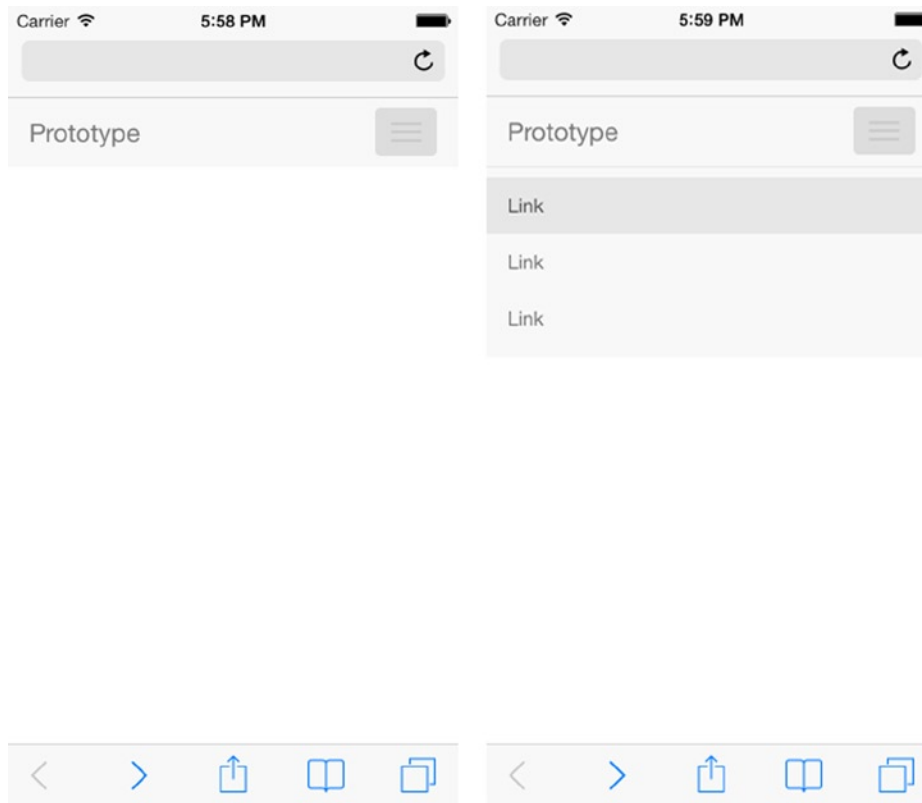 Carrier 5:58 PM
Prototype
Carrier 5:59 PM
Prototype
Link
Link
Link